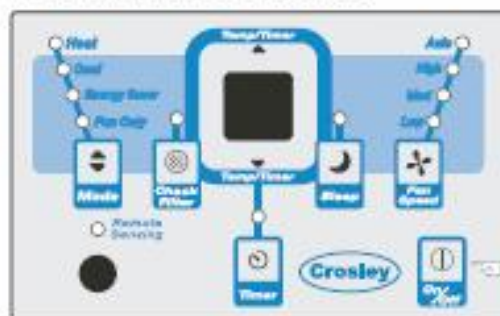 Heat
Cool
Energy Saver
Fan Only
Mode
Check
Filter
Temp/Timer
Temp/Timer
Auto
High
Med
Low
Sleep
Fan
Speed
Remote
Sensing
Timer
Crosley
On/Off